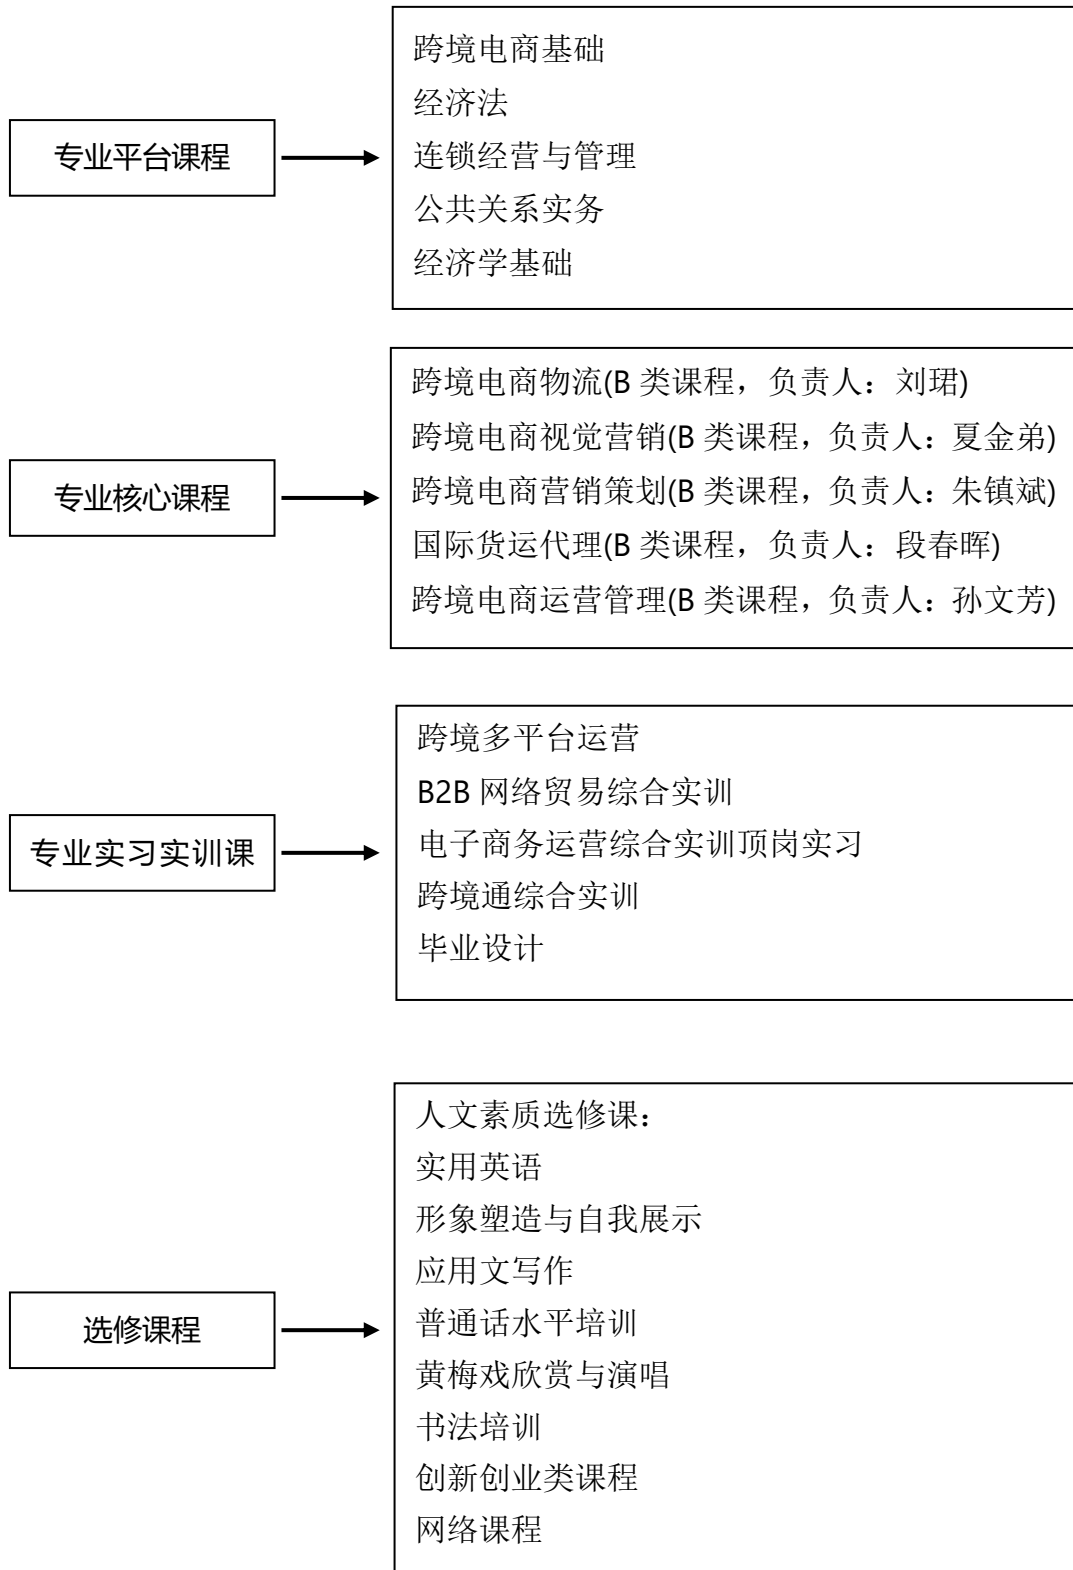 专业平台课程
跨境电商基础
经济法
连锁经营与管理
公共关系实务
经济学基础
专业核心课程
跨境电商物流(B 类课程，负责人：刘珺)
跨境电商视觉营销(B 类课程，负责人：夏金弟)
跨境电商营销策划(B 类课程，负责人：朱镇斌)
国际货运代理(B 类课程，负责人：段春晖)
跨境电商运营管理(B 类课程，负责人：孙文芳)
专业实习实训课
跨境多平台运营
B2B 网络贸易综合实训
电子商务运营综合实训顶岗实习
跨境通综合实训
毕业设计
选修课程
人文素质选修课：
实用英语
形象塑造与自我展示
应用文写作
普通话水平培训
黄梅戏欣赏与演唱
书法培训
创新创业类课程
网络课程